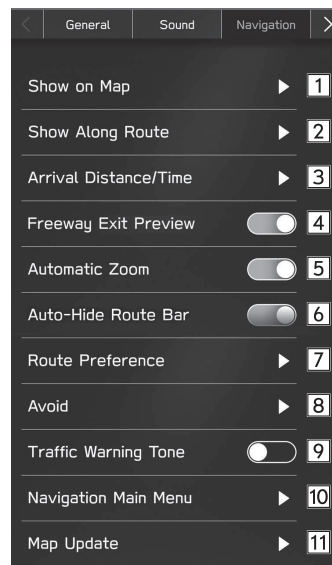 General Sound Navigation
Show on Map 1
Show Along Route 2
Arrival Distance/Time 3
Freeway Exit Preview 4
Automatic Zoom 5
Auto-Hide Route Bar 6
Route Preference 7
Avoid 8
Traffic Warning Tone 9
Navigation Main Menu 10
Map Update 11